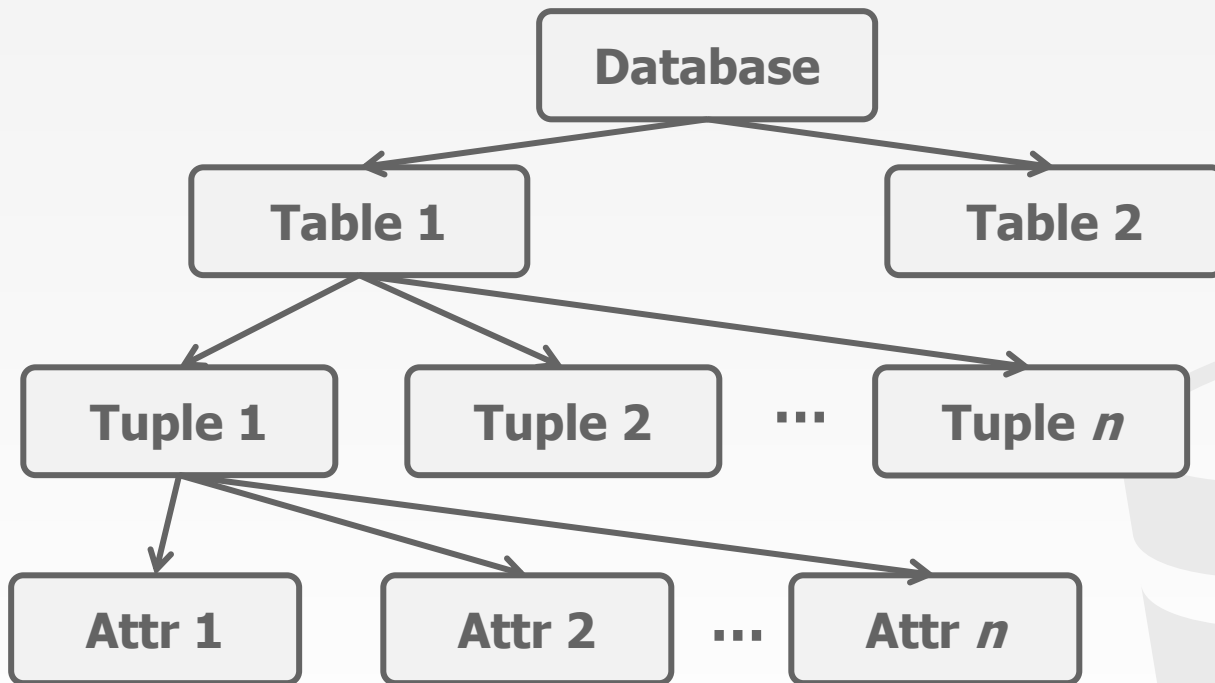 Database
Table 1
Table 2
Tuple 1
Tuple 2
...
Tuple n
Attr 1
Attr 2
...
Attr n